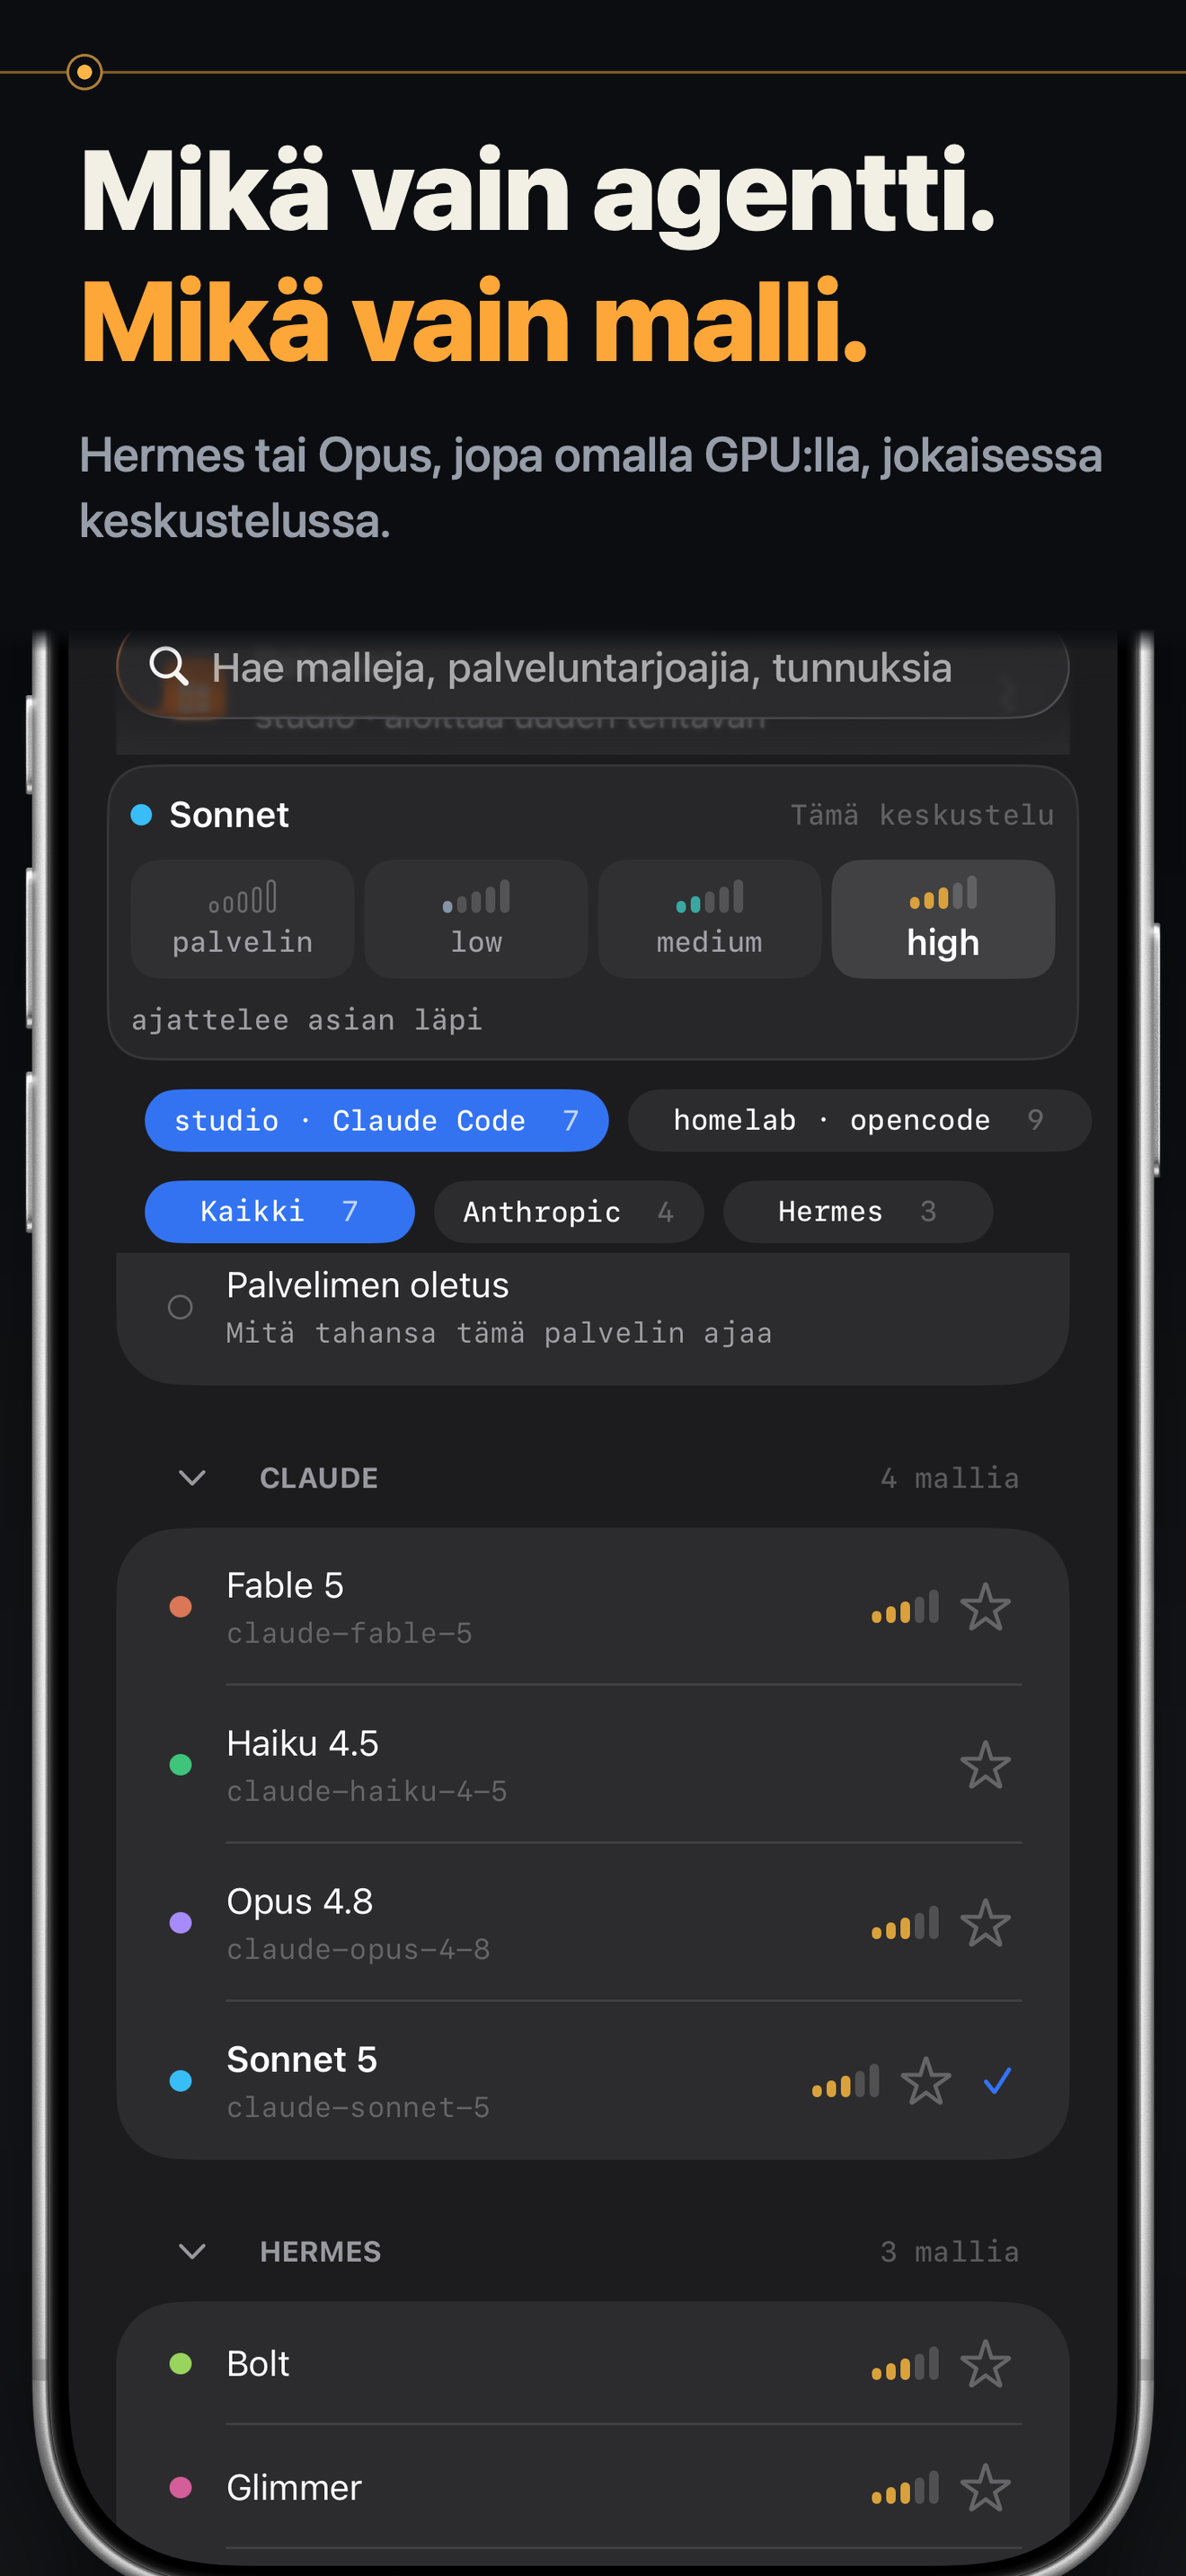 Mikä vain agentti.
Mikä vain malli.
Hermes tai Opus, jopa omalla GPU:lla, jokaisessa
keskustelussa.
Hae malleja, palveluntarjoajia, tunnuksia
studio · aloittaa uuden tehtävän
Sonnet Tämä keskustelu
palvelin low medium high
ajattelee asian läpi
studio · Claude Code 7 homelab · opencode 9
Kaikki 7 Anthropic 4 Hermes 3
Palvelimen oletus
Mitä tahansa tämä palvelin ajaa
CLAUDE 4 mallia
Fable 5
claude-fable-5
Haiku 4.5
claude-haiku-4-5
Opus 4.8
claude-opus-4-8
Sonnet 5
claude-sonnet-5
HERMES 3 mallia
Bolt
Glimmer